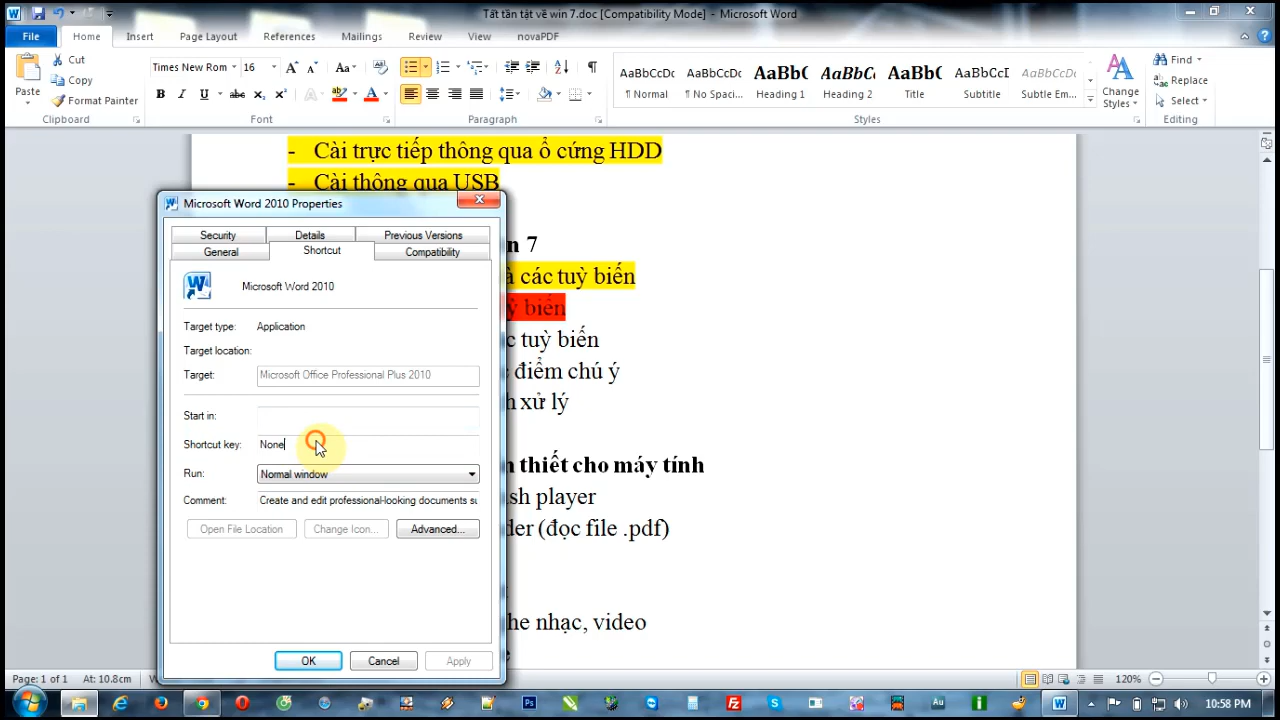 Tất tần tật về win 7.doc [Compatibility Mode] - Microsoft Word
File Home Insert Page Layout References Mailings Review View novaPDF
Paste
Cut
Copy
Format Painter
Clipboard
Times New Rom 16
Font
Paragraph
AaBbCcDc AaBbCcDc AaBbC AaBbCc AaBbC AaBbCcD AaBbCcDc
¶ Normal ¶ No Spaci... Heading 1 Heading 2 Title Subtitle Subtle Em...
Change
Styles
Styles
Find
Replace
Select
Editing
- Cài trực tiếp thông qua ổ cứng HDD
- Cài thông qua USB
n 7
à các tuỳ biến
ỳ biến
c tuỳ biến
c điểm chú ý
h xử lý
n thiết cho máy tính
sh player
der (đọc file .pdf)
he nhạc, video
Microsoft Word 2010 Properties
Security Details Previous Versions
General Shortcut Compatibility
Microsoft Word 2010
Target type: Application
Target location:
Target: Microsoft Office Professional Plus 2010
Start in:
Shortcut key: None
Run: Normal window
Comment: Create and edit professional-looking documents su
Open File Location Change Icon... Advanced...
OK Cancel Apply
Page: 1 of 1 At: 10.8cm
120%
10:58 PM